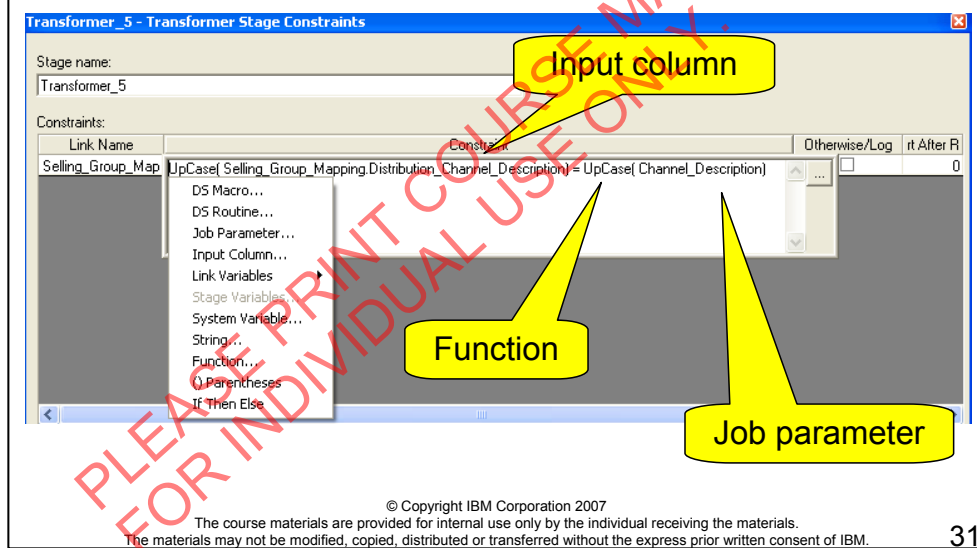 Transformer_5 - Transformer Stage Constraints
Input column
Stage name:
Transformer_5
Constraints:
Link Name Constraint Otherwise/Log rt After R
Selling_Group_Map UpCase( Selling_Group_Mapping.Distribution_Channel_Description) = UpCase( Channel_Description) ... 0
DS Macro...
DS Routine...
Job Parameter...
Input Column...
Link Variables
Stage Variables...
System Variable...
String...
Function...
() Parentheses
If Then Else
Function
Job parameter
PLEASE PRINT COURSE MA
FOR INDIVIDUAL USE ONLY.
© Copyright IBM Corporation 2007
The course materials are provided for internal use only by the individual receiving the materials.
The materials may not be modified, copied, distributed or transferred without the express prior written consent of IBM.
31